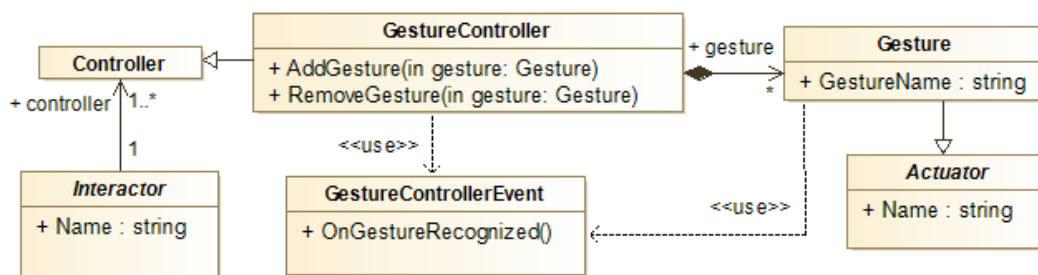 GestureController
+ AddGesture(in gesture: Gesture)
+ RemoveGesture(in gesture: Gesture)
Controller
+ controller
1..*
1
Interactor
+ Name : string
+ gesture
*
Gesture
+ GestureName : string
<<use>>
GestureControllerEvent
+ OnGestureRecognized()
<<use>>
Actuator
+ Name : string